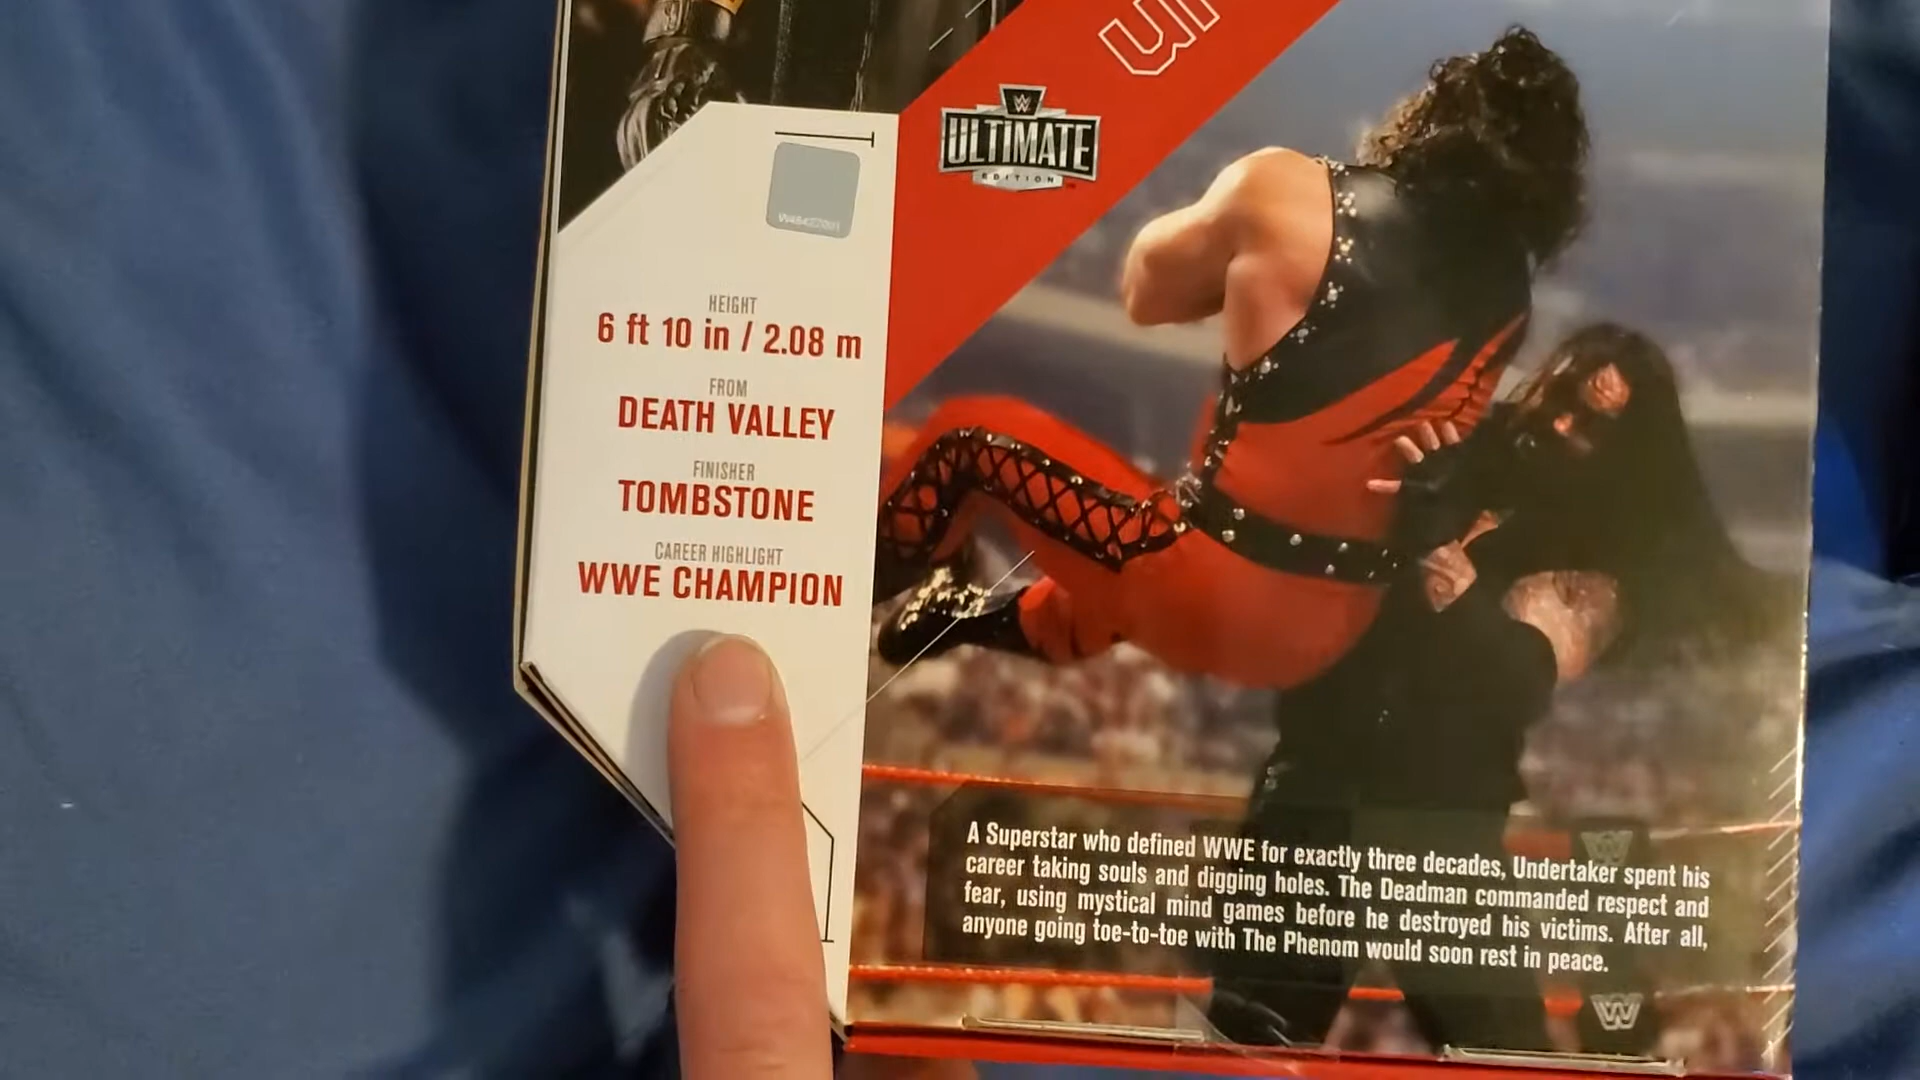 W
ULTIMATE
EDITION
HEIGHT
6 ft 10 in / 2.08 m
FROM
DEATH VALLEY
FINISHER
TOMBSTONE
CAREER HIGHLIGHT
WWE CHAMPION
A Superstar who defined WWE for exactly three decades, Undertaker spent his
career taking souls and digging holes. The Deadman commanded respect and
fear, using mystical mind games before he destroyed his victims. After all,
anyone going toe-to-toe with The Phenom would soon rest in peace.